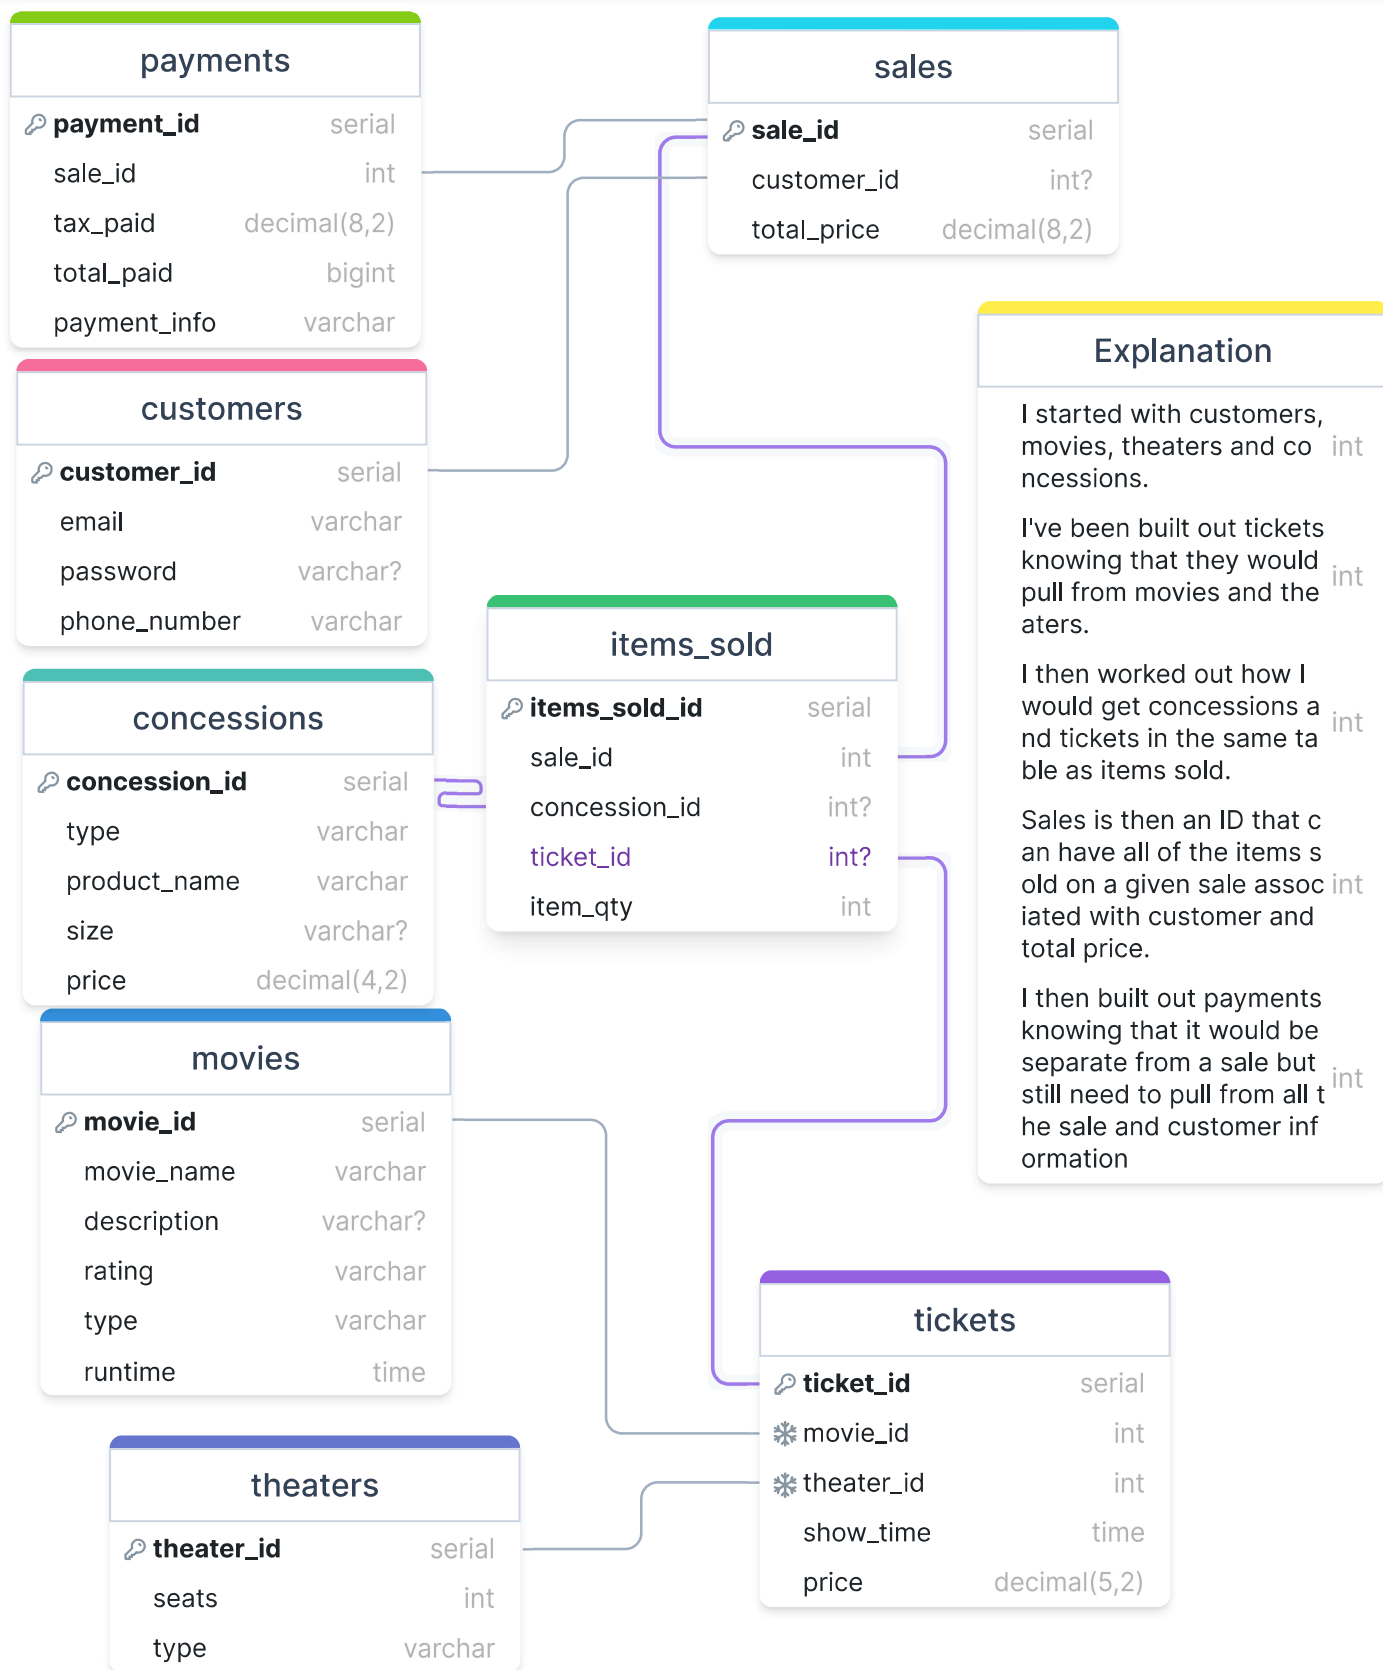 payments
payment_id serial
sale_id int
tax_paid decimal(8,2)
total_paid bigint
payment_info varchar
sales
sale_id serial
customer_id int?
total_price decimal(8,2)
customers
customer_id serial
email varchar
password varchar?
phone_number varchar
Explanation
I started with customers,
movies, theaters and co int
ncessions.
I've been built out tickets
knowing that they would
pull from movies and the int
aters.
I then worked out how I
would get concessions a
nd tickets in the same ta int
ble as items sold.
Sales is then an ID that c
an have all of the items s
old on a given sale assoc int
iated with customer and
total price.
I then built out payments
knowing that it would be
separate from a sale but int
still need to pull from all t
he sale and customer inf
ormation
items_sold
items_sold_id serial
sale_id int
concession_id int?
ticket_id int?
item_qty int
concessions
concession_id serial
type varchar
product_name varchar
size varchar?
price decimal(4,2)
movies
movie_id serial
movie_name varchar
description varchar?
rating varchar
type varchar
runtime time
tickets
ticket_id serial
movie_id int
theater_id int
show_time time
price decimal(5,2)
theaters
theater_id serial
seats int
type varchar